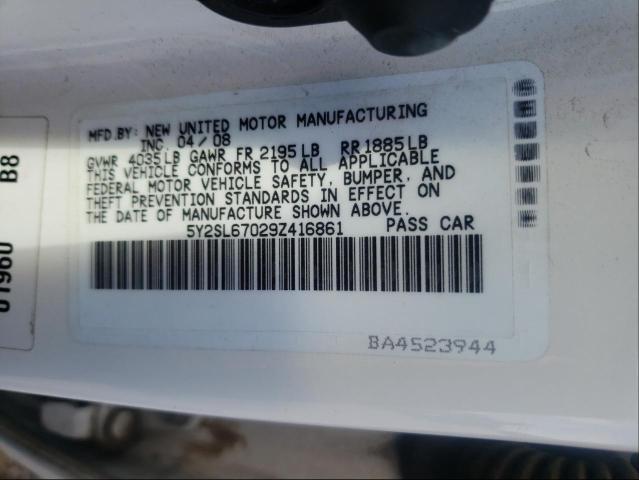 MFD.BY: NEW UNITED MOTOR MANUFACTURING
INC. 04/08
GVWR 4035LB GAWR FR 2195LB RR 1885LB
THIS VEHICLE CONFORMS TO ALL APPLICABLE
FEDERAL MOTOR VEHICLE SAFETY, BUMPER, AND
THEFT PREVENTION STANDARDS IN EFFECT ON
THE DATE OF MANUFACTURE SHOWN ABOVE.
5Y2SL67029Z416861 PASS CAR
BA4523944
01960 B8